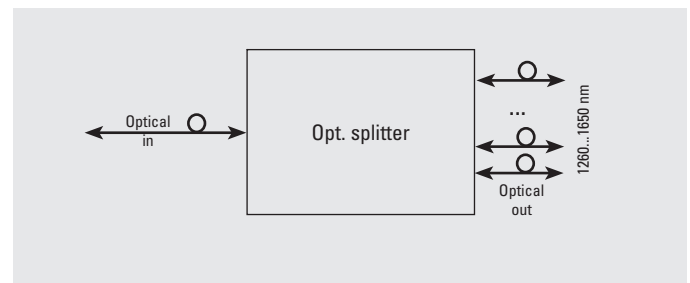 Optical
in
Opt. splitter
...
Optical
out
1260...1650 nm